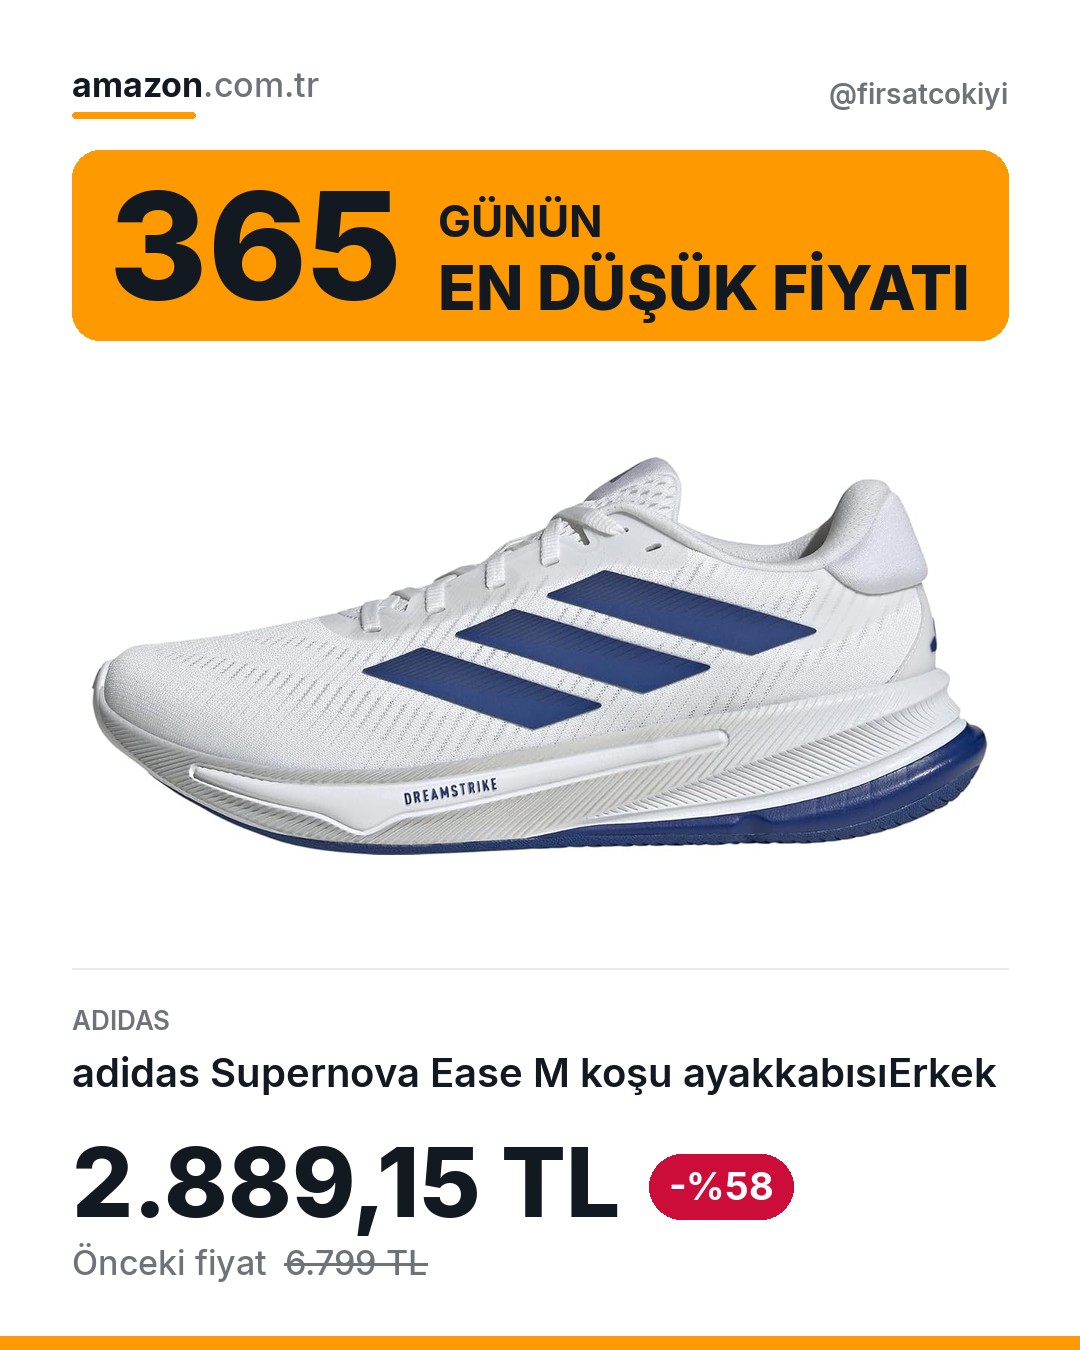 amazon.com.tr
@firsatcokiyi
365
GÜNÜN
EN DÜŞÜK FİYATI
DREAMSTRIKE
ADIDAS
adidas Supernova Ease M koşu ayakkabısıErkek
2.889,15 TL
-%58
Önceki fiyat 6.799 TL